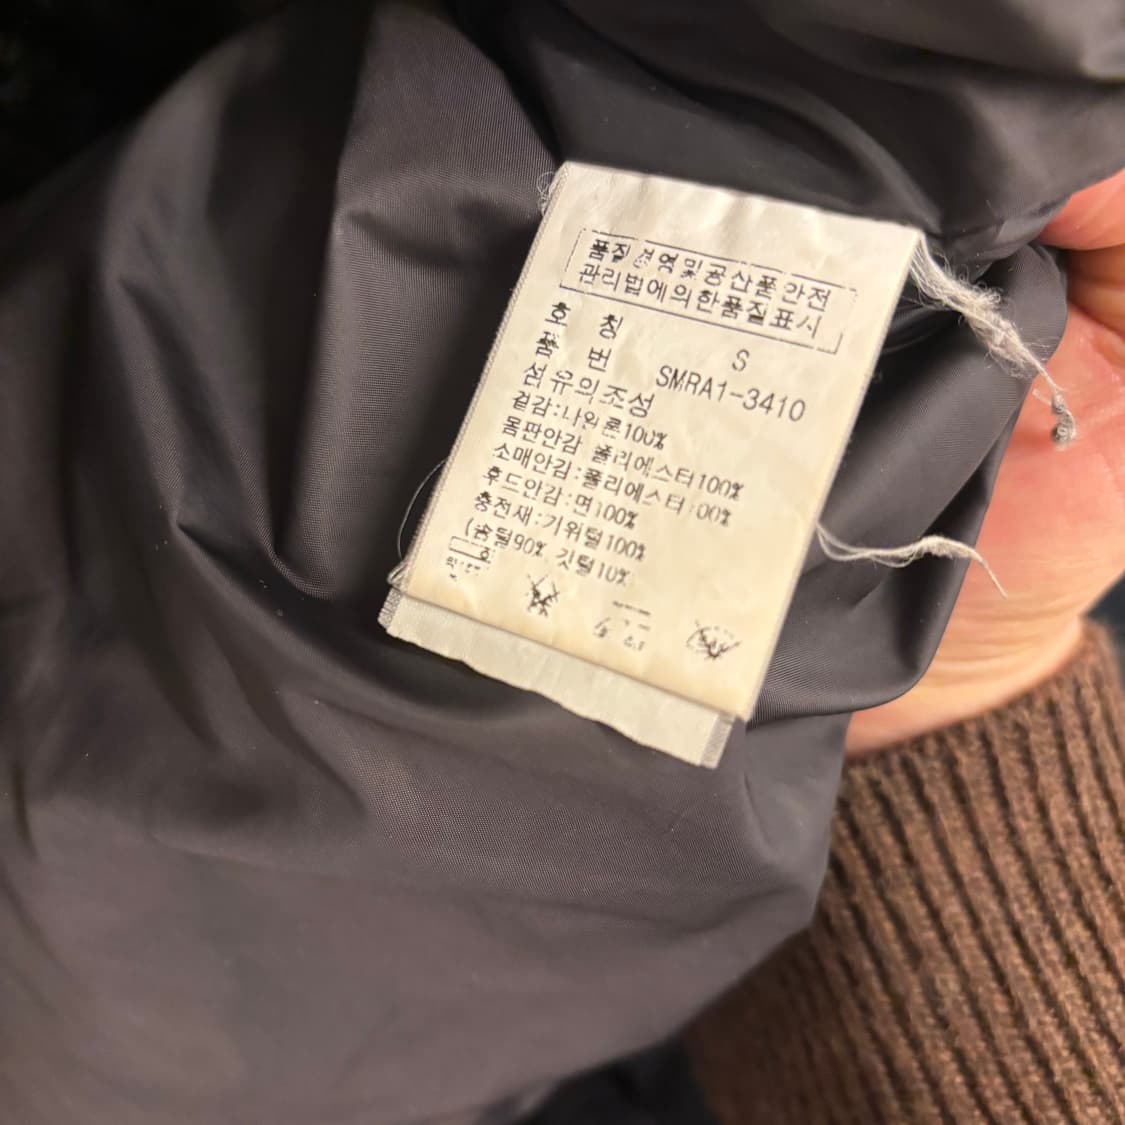 품질경영및공산품안전
관리법에의한품질표시
호 칭 S
품 번 SMRA1-3410
섬유의조성
겉감:나일론100%
몸판안감 폴리에스터100%
소매안감:폴리에스터100%
후드안감:면100%
충전재:거위털100%
(솜털90% 깃털10%